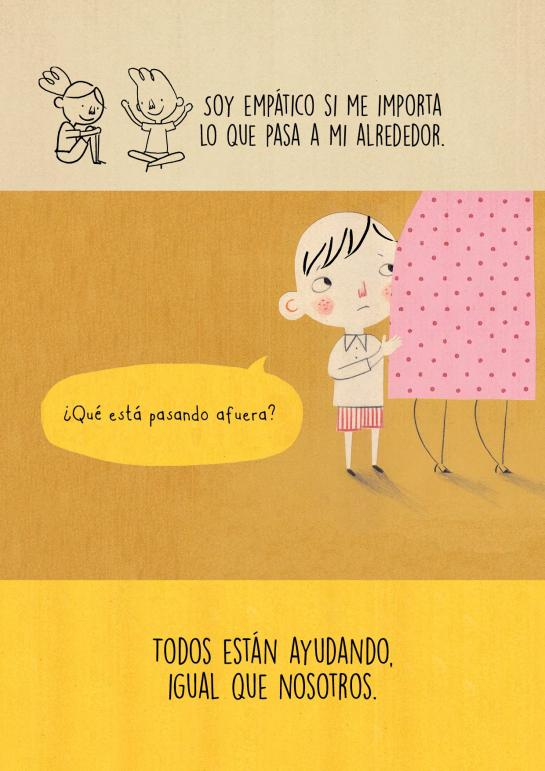 SOY EMPÁTICO SI ME IMPORTA
LO QUE PASA A MI ALREDEDOR.
¿Qué está pasando afuera?
TODOS ESTÁN AYUDANDO,
IGUAL QUE NOSOTROS.